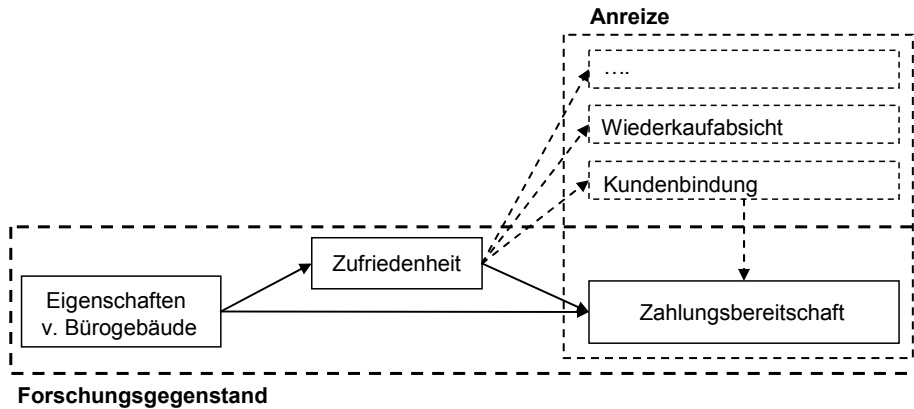 Anreize
….
Wiederkaufabsicht
Kundenbindung
Zufriedenheit
Eigenschaften
v. Bürogebäude
Zahlungsbereitschaft
Forschungsgegenstand